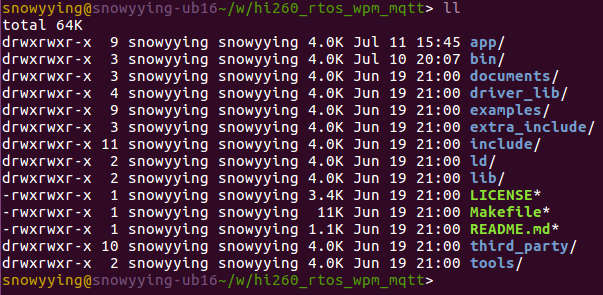 snowyying@snowyying-ub16~/w/hi260_rtos_wpm_mqtt> ll
total 64K
drwxrwxr-x  9 snowyying snowyying 4.0K Jul 11 15:45 app/
drwxrwxr-x  3 snowyying snowyying 4.0K Jul 10 20:07 bin/
drwxrwxr-x  3 snowyying snowyying 4.0K Jun 19 21:00 documents/
drwxrwxr-x  4 snowyying snowyying 4.0K Jun 19 21:00 driver_lib/
drwxrwxr-x  9 snowyying snowyying 4.0K Jun 19 21:00 examples/
drwxrwxr-x  3 snowyying snowyying 4.0K Jun 19 21:00 extra_include/
drwxrwxr-x 11 snowyying snowyying 4.0K Jun 19 21:00 include/
drwxrwxr-x  2 snowyying snowyying 4.0K Jun 19 21:00 ld/
drwxrwxr-x  2 snowyying snowyying 4.0K Jun 19 21:00 lib/
-rwxrwxr-x  1 snowyying snowyying 3.4K Jun 19 21:00 LICENSE*
-rwxrwxr-x  1 snowyying snowyying  11K Jun 19 21:00 Makefile*
-rwxrwxr-x  1 snowyying snowyying 1.1K Jun 19 21:00 README.md*
drwxrwxr-x 10 snowyying snowyying 4.0K Jun 19 21:00 third_party/
drwxrwxr-x  2 snowyying snowyying 4.0K Jun 19 21:00 tools/
snowyying@snowyying-ub16~/w/hi260_rtos_wpm_mqtt>